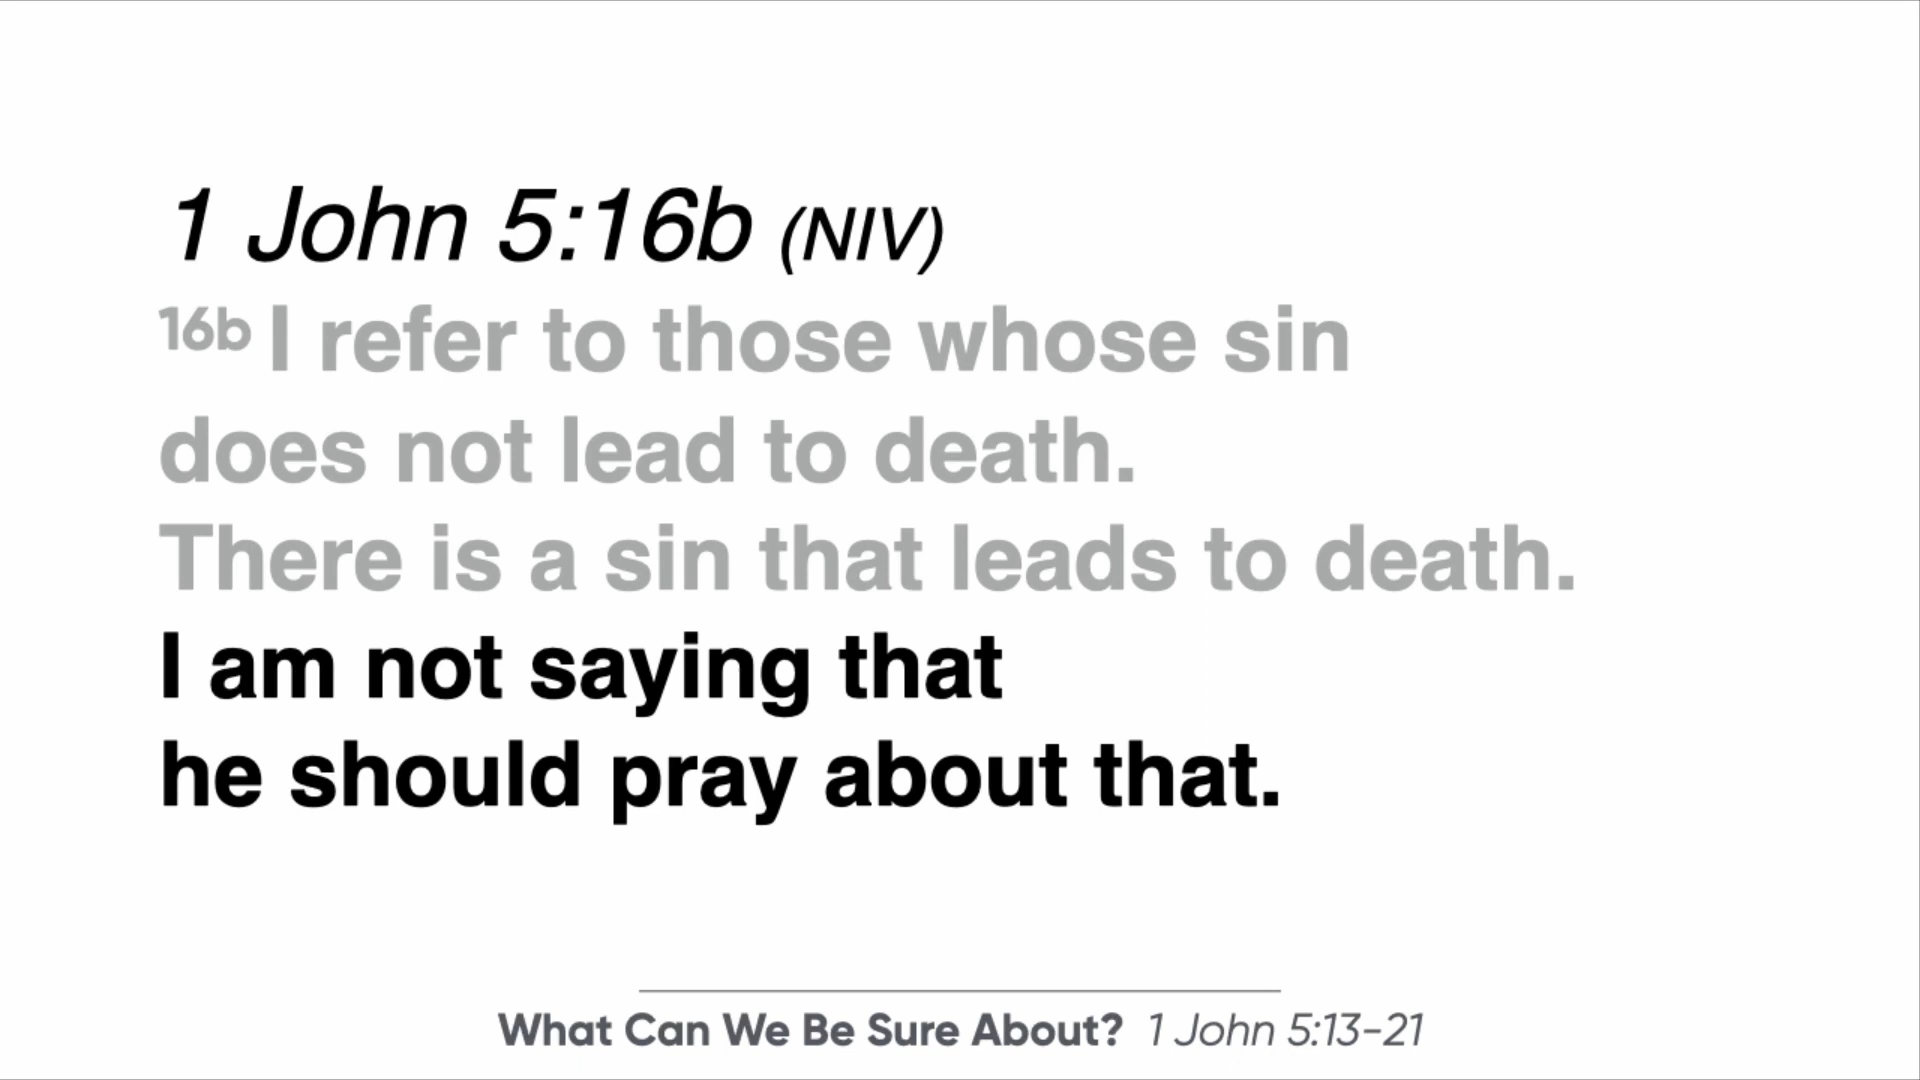 1 John 5:16b (NIV)
16b I refer to those whose sin
does not lead to death.
There is a sin that leads to death.
I am not saying that
he should pray about that.
What Can We Be Sure About? 1 John 5:13–21